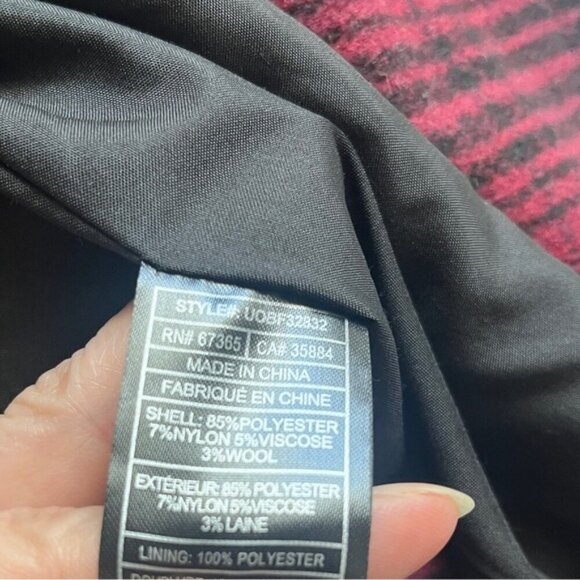 STYLE#: UOBF32832
RN# 67365 CA# 35884
MADE IN CHINA
FABRIQUÉ EN CHINE
SHELL: 85%POLYESTER
7%NYLON 5%VISCOSE
3%WOOL
EXTÉRIEUR: 85% POLYESTER
7%NYLON 5%VISCOSE
3% LAINE
LINING: 100% POLYESTER